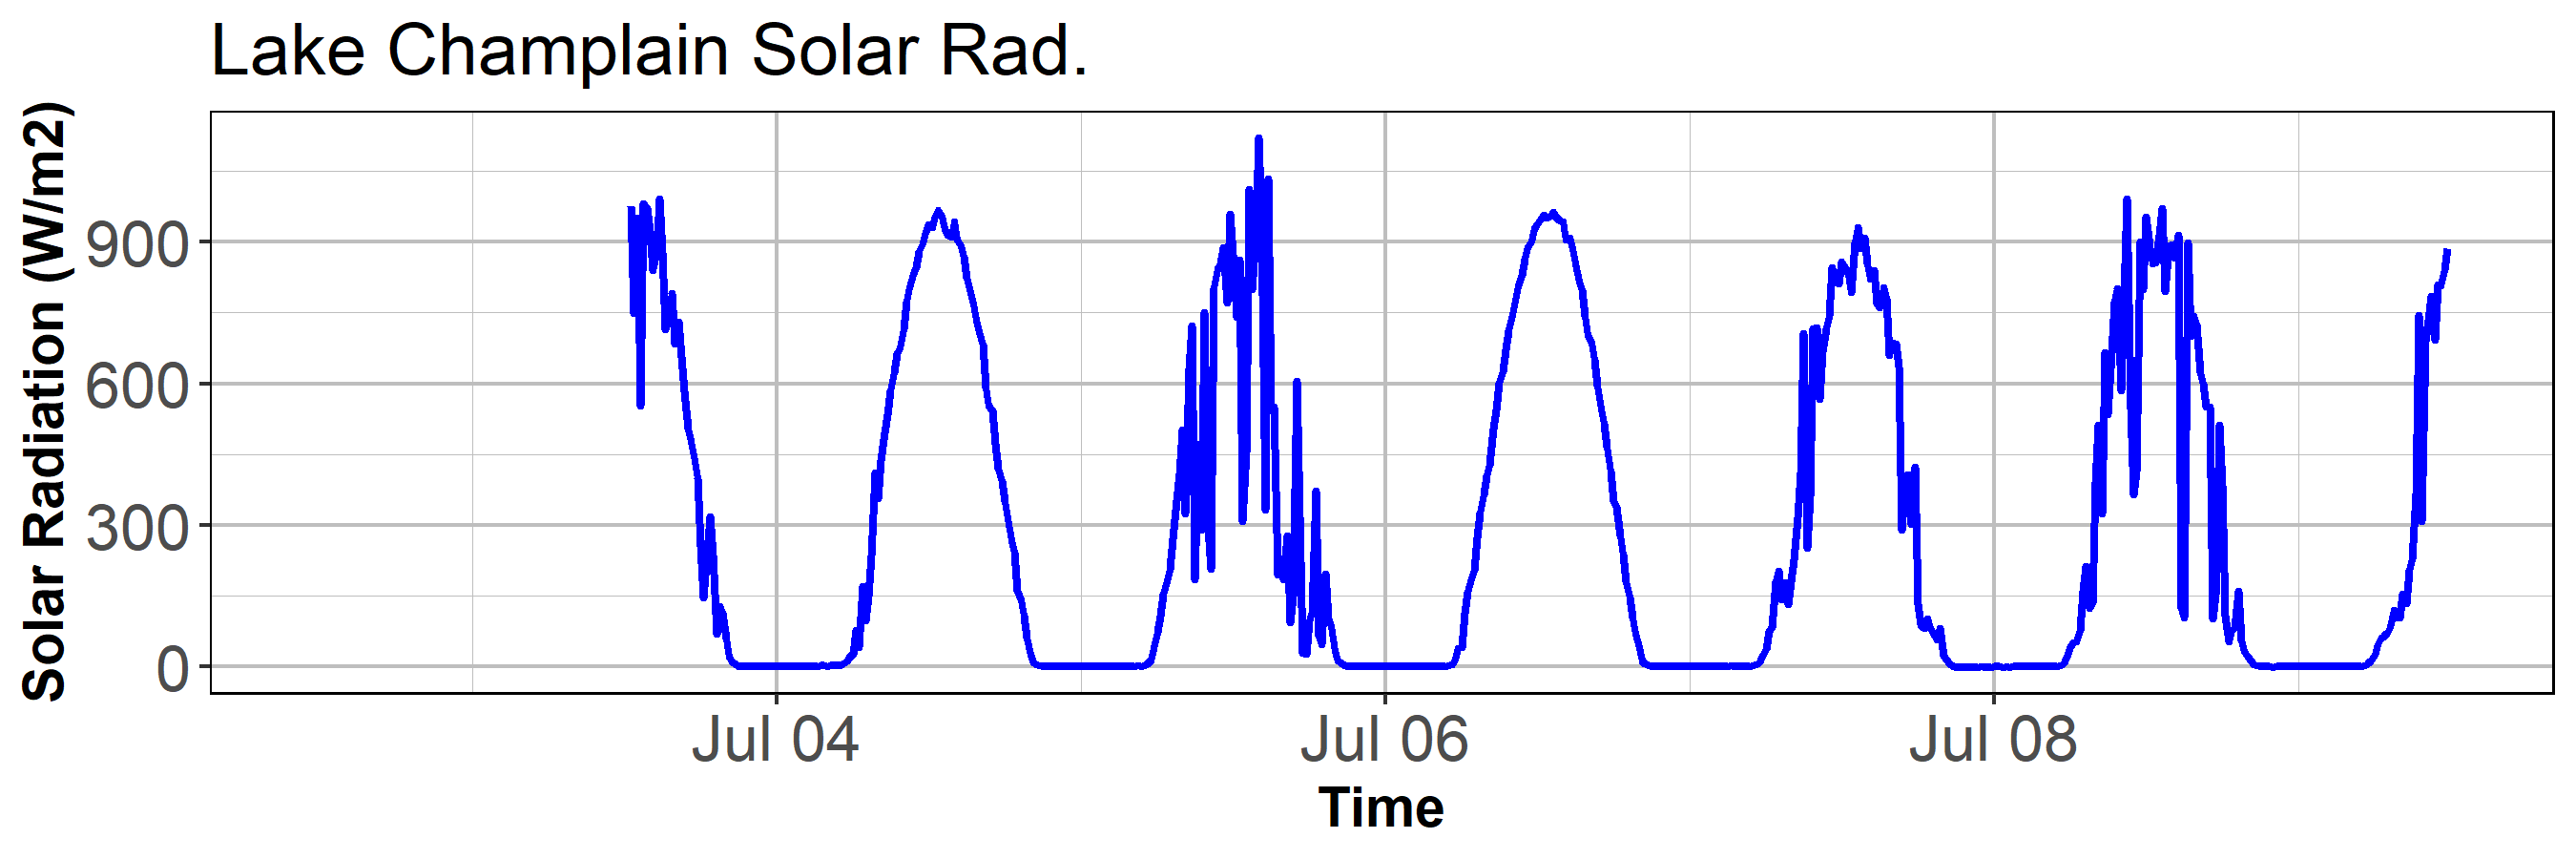 Lake Champlain Solar Rad.
Solar Radiation (W/m2)
900
600
300
0
Jul 04 Jul 06 Jul 08
Time